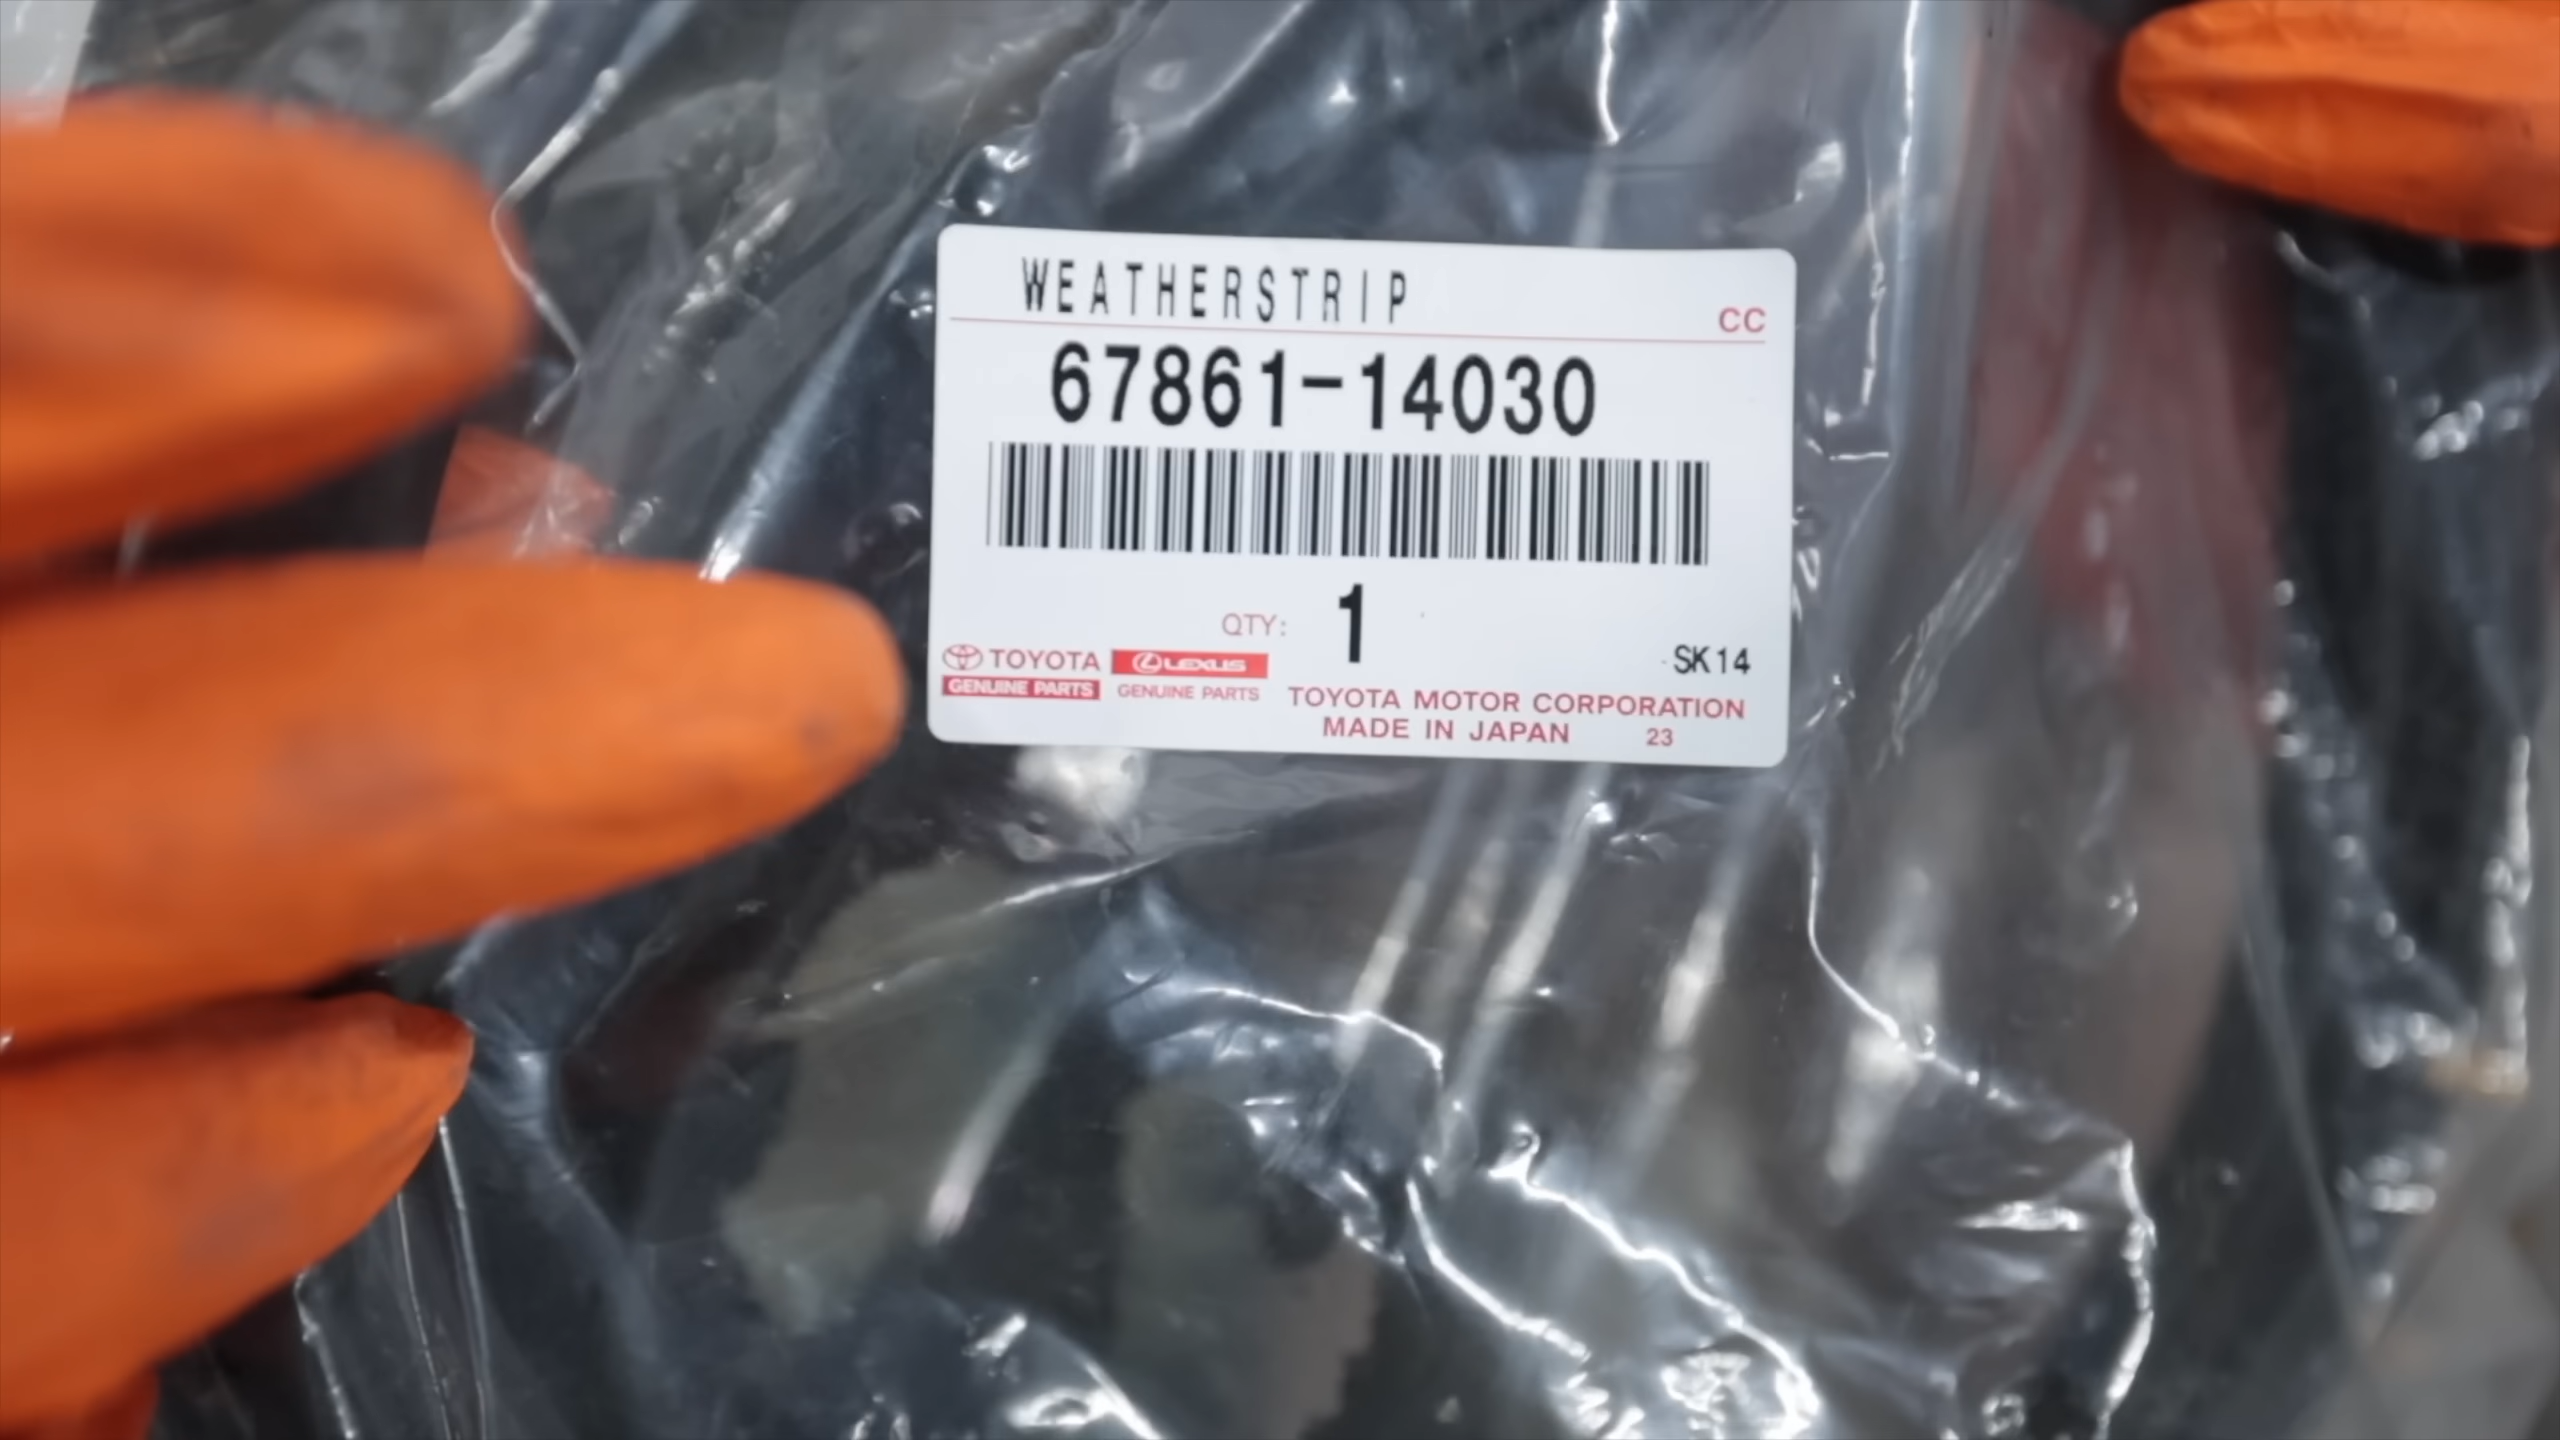 WEATHERSTRIP
CC
67861-14030
QTY: 1
SK14
TOYOTA
GENUINE PARTS
LEXUS
GENUINE PARTS
TOYOTA MOTOR CORPORATION
MADE IN JAPAN 23